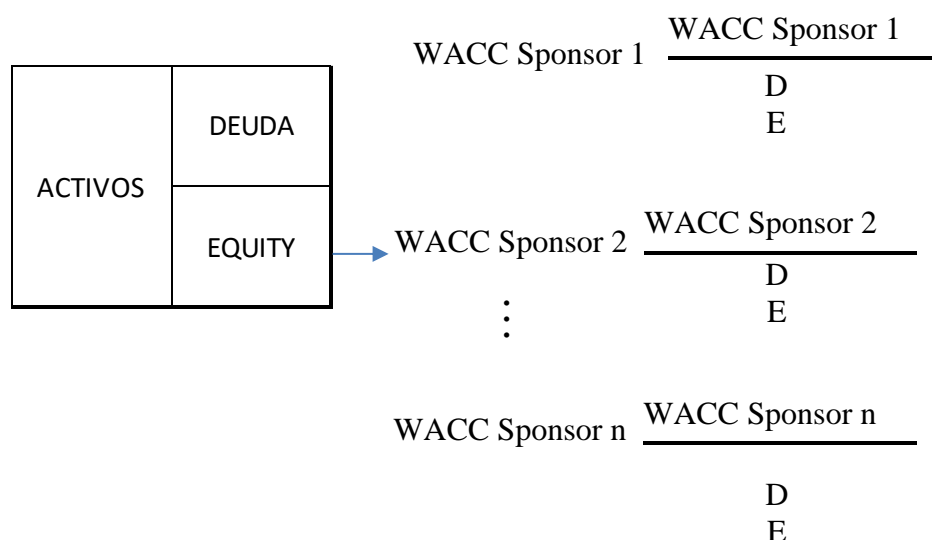 WACC Sponsor 1
WACC Sponsor 1
D
E
ACTIVOS
DEUDA
EQUITY
WACC Sponsor 2
WACC Sponsor 2
D
E
⋮
WACC Sponsor n
WACC Sponsor n
D
E